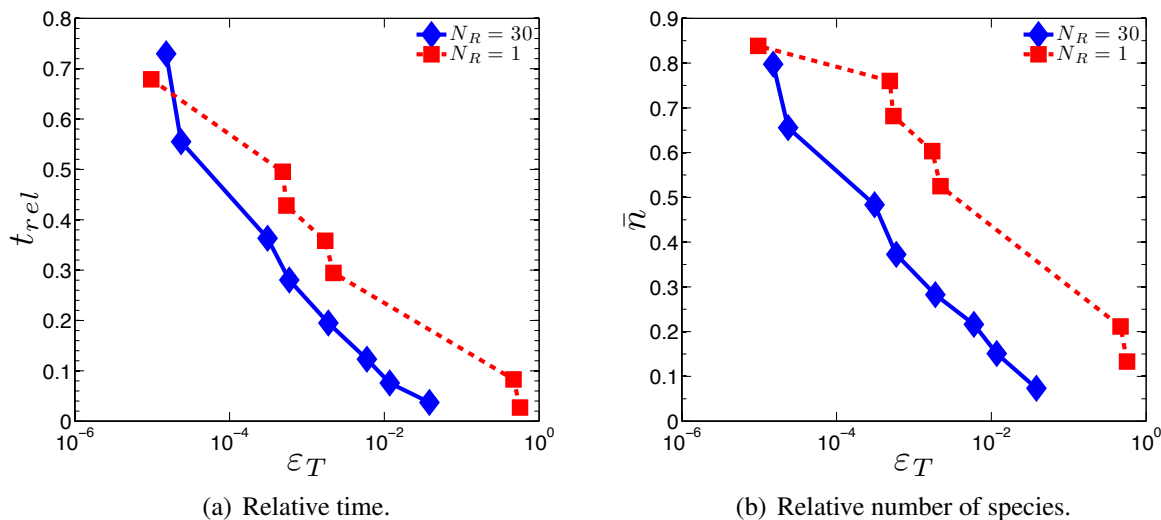 0.8
0.7
0.6
0.5
0.4
0.3
0.2
0.1
0
t_{rel}
10^{-6}
10^{-4}
10^{-2}
10^{0}
ε_T
N_R = 30
N_R = 1
(a) Relative time.
0.9
0.8
0.7
0.6
0.5
0.4
0.3
0.2
0.1
0
n̄
10^{-6}
10^{-4}
10^{-2}
10^{0}
ε_T
N_R = 30
N_R = 1
(b) Relative number of species.